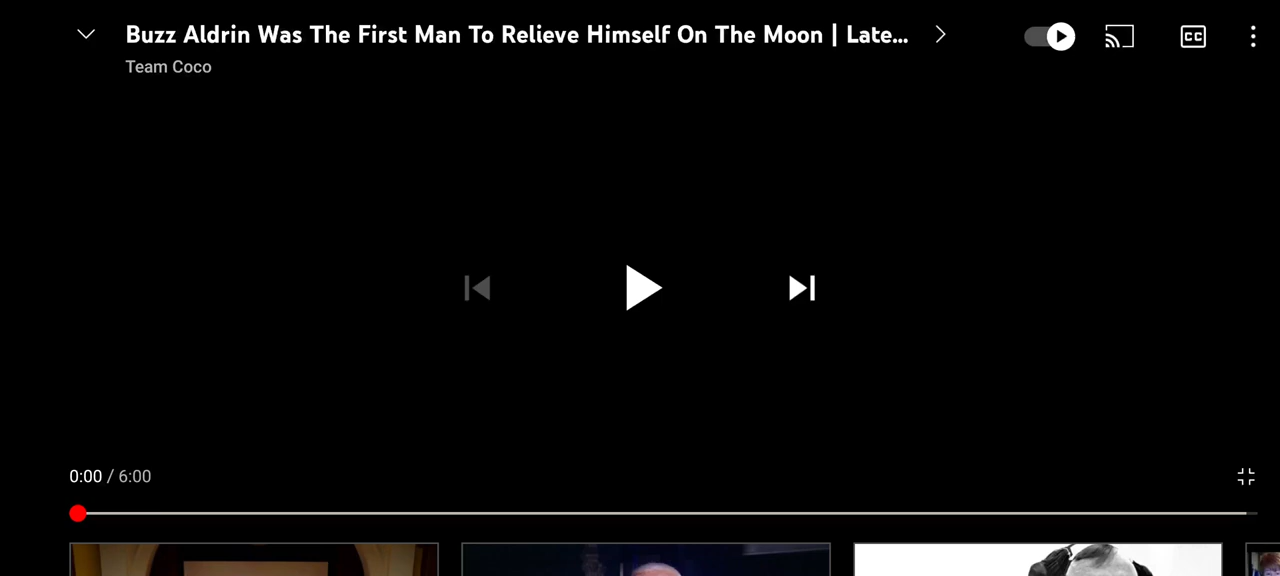 Buzz Aldrin Was The First Man To Relieve Himself On The Moon | Late...
Team Coco
CC
0:00 / 6:00